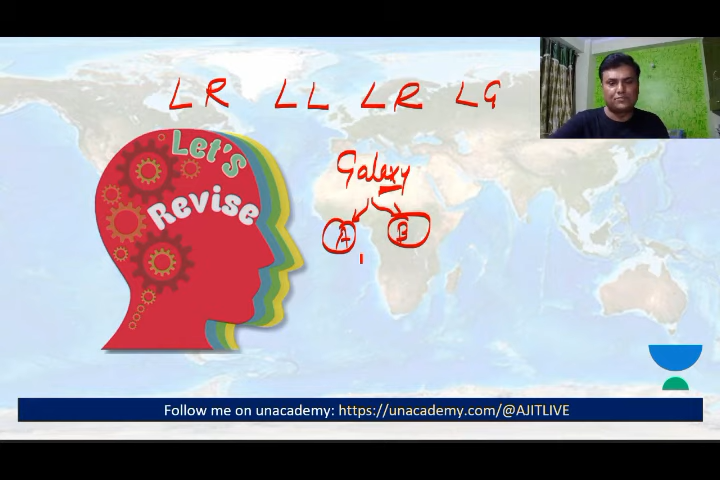 LR LL LR LG
Let's
Revise
Galaxy
A B
Follow me on unacademy: https://unacademy.com/@AJITLIVE